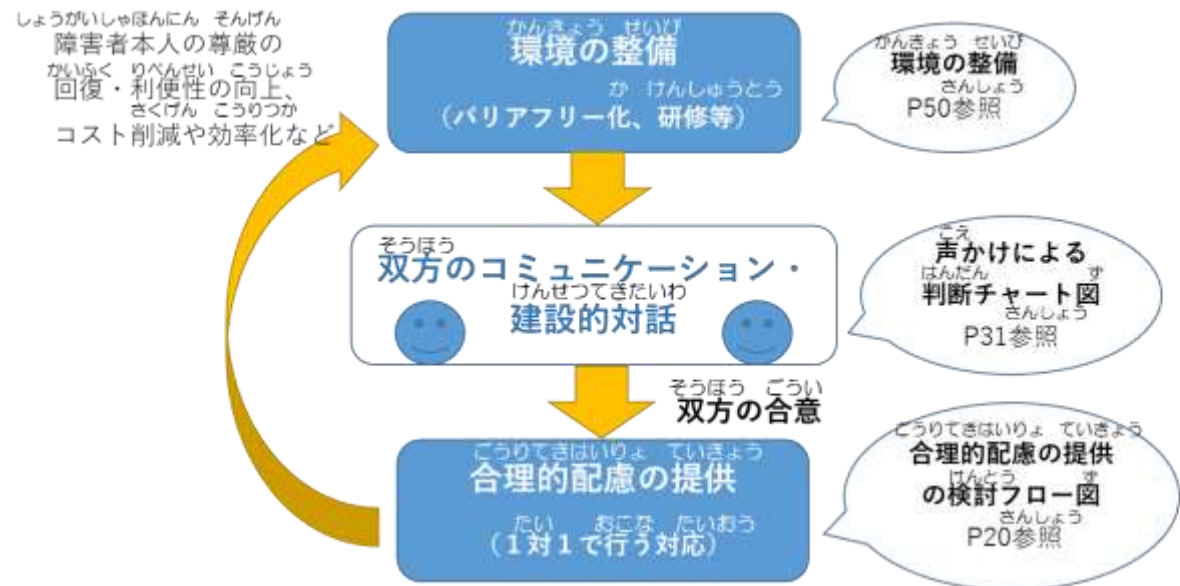 しょうがいしゃほんにん そんげん
障害者本人の尊厳の
かいふく りべんせい こうじょう
回復・利便性の向上、
さくげん こうりつか
コスト削減や効率化など
かんきょう せいび
環境の整備
か けんしゅうとう
（バリアフリー化、研修等）
かんきょう せいび
環境の整備
さんしょう
P50参照
そうほう
双方のコミュニケーション・
けんせつてきたいわ
建設的対話
こえ
声かけによる
はんだん ず
判断チャート図
さんしょう
P31参照
そうほう ごうい
双方の合意
ごうりてきはいりょ ていきょう
合理的配慮の提供
たい おこな たいおう
（１対１で行う対応）
ごうりてきはいりょ ていきょう
合理的配慮の提供
けんとう ず
の検討フロー図
さんしょう
P20参照